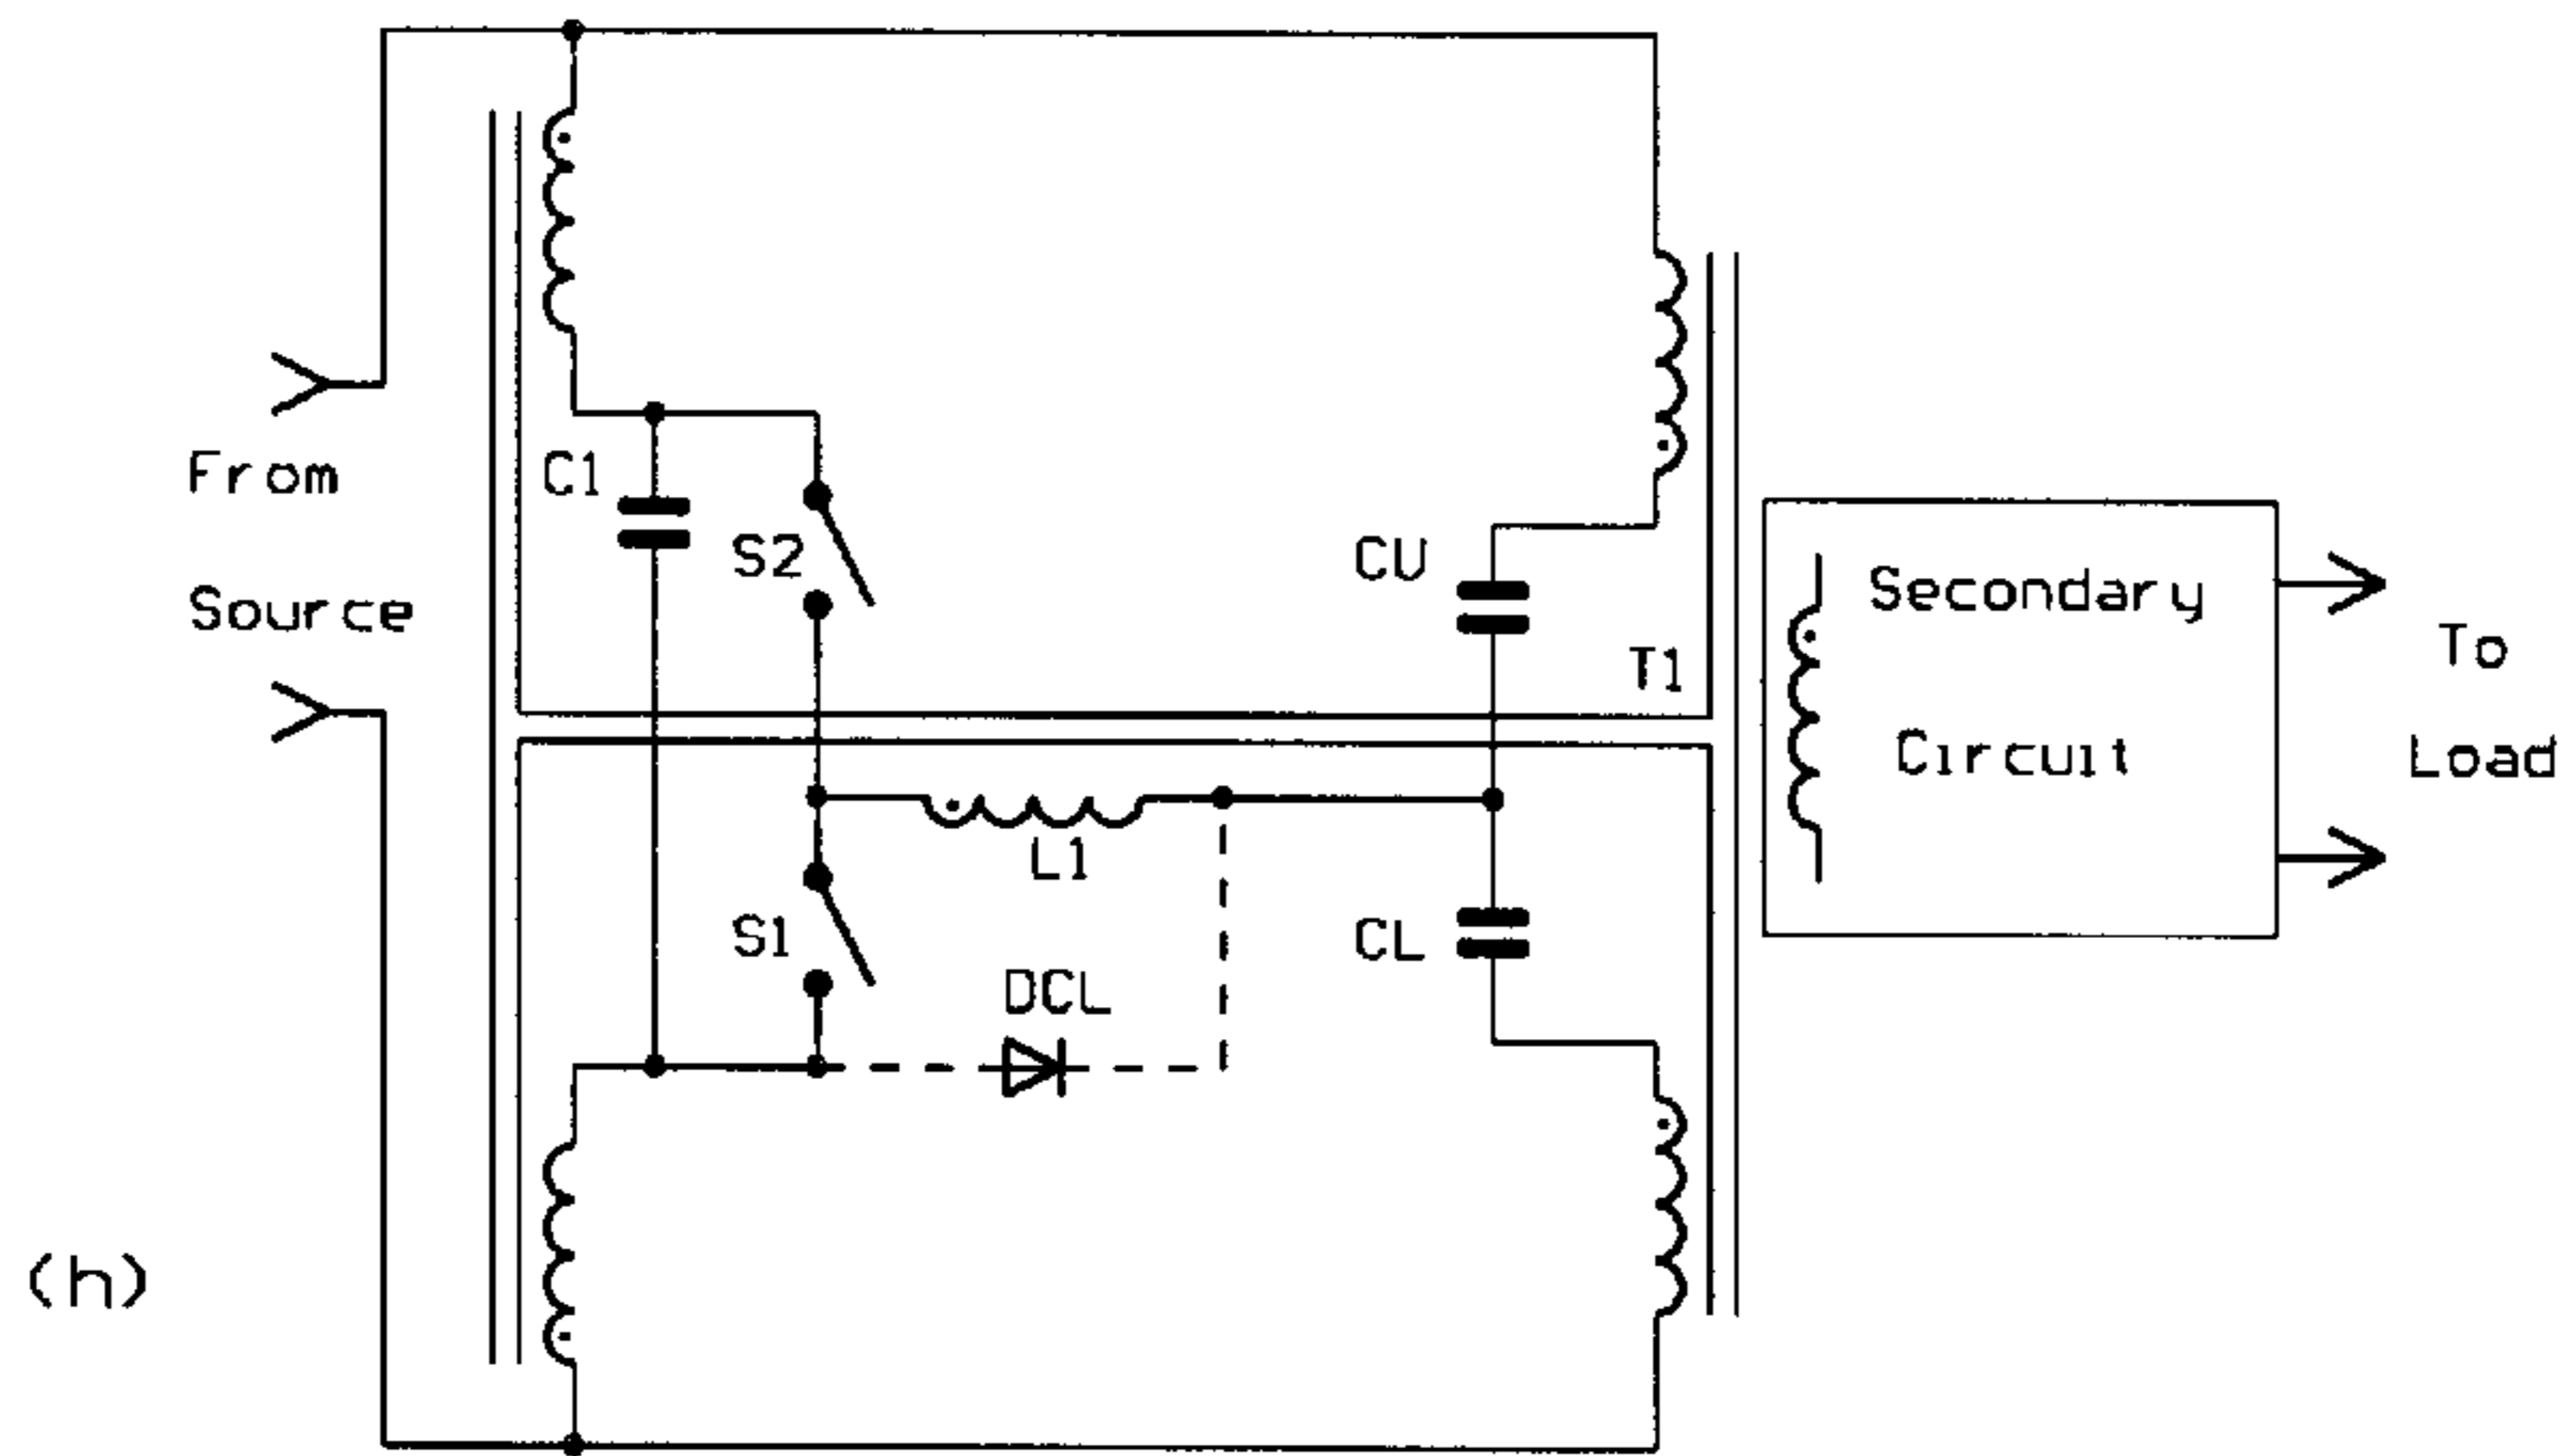 From
Source
C1
S2
CU
T1
Secondary
Circuit
To
Load
L1
S1
DCL
CL
(h)